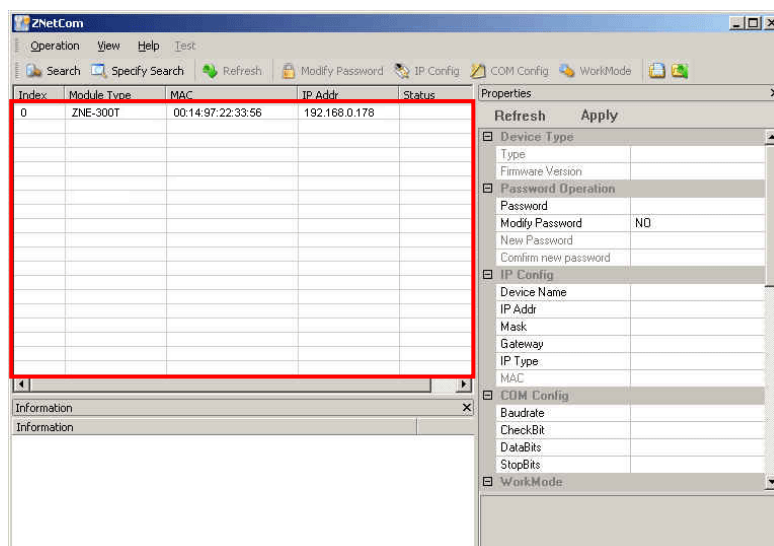 ZNetCom
Operation View Help Test
Search Specify Search Refresh Modify Password IP Config COM Config WorkMode
Index Module Type MAC IP Addr Status
0 ZNE-300T 00:14:97:22:33:56 192.168.0.178
Information
Information
Properties
Refresh Apply
Device Type
Type
Firmware Version
Password Operation
Password
Modify Password NO
New Password
Comfirm new password
IP Config
Device Name
IP Addr
Mask
Gateway
IP Type
MAC
COM Config
Baudrate
CheckBit
DataBits
StopBits
WorkMode